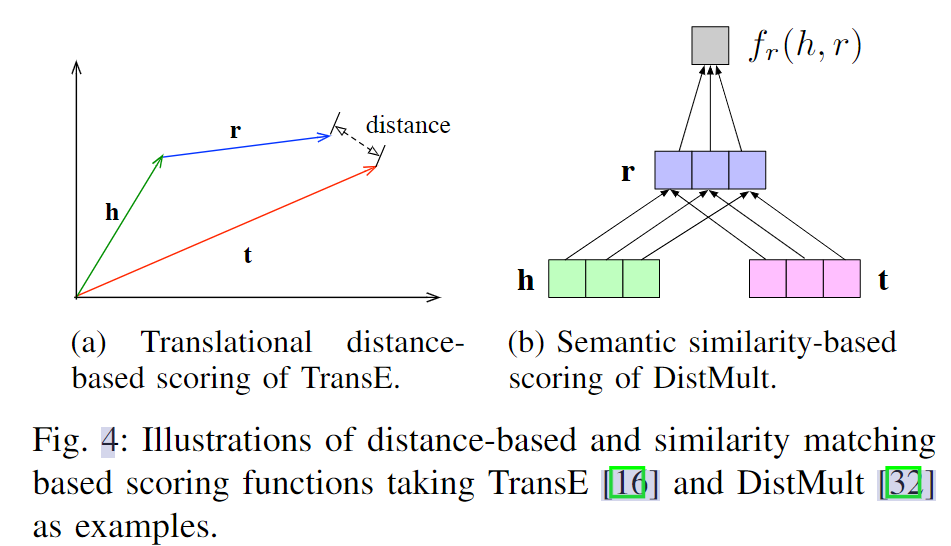 r
distance
h
t
(a) Translational distance-
based scoring of TransE.
f_r(h, r)
r
h
t
(b) Semantic similarity-based
scoring of DistMult.
Fig. 4: Illustrations of distance-based and similarity matching
based scoring functions taking TransE [16] and DistMult [32]
as examples.